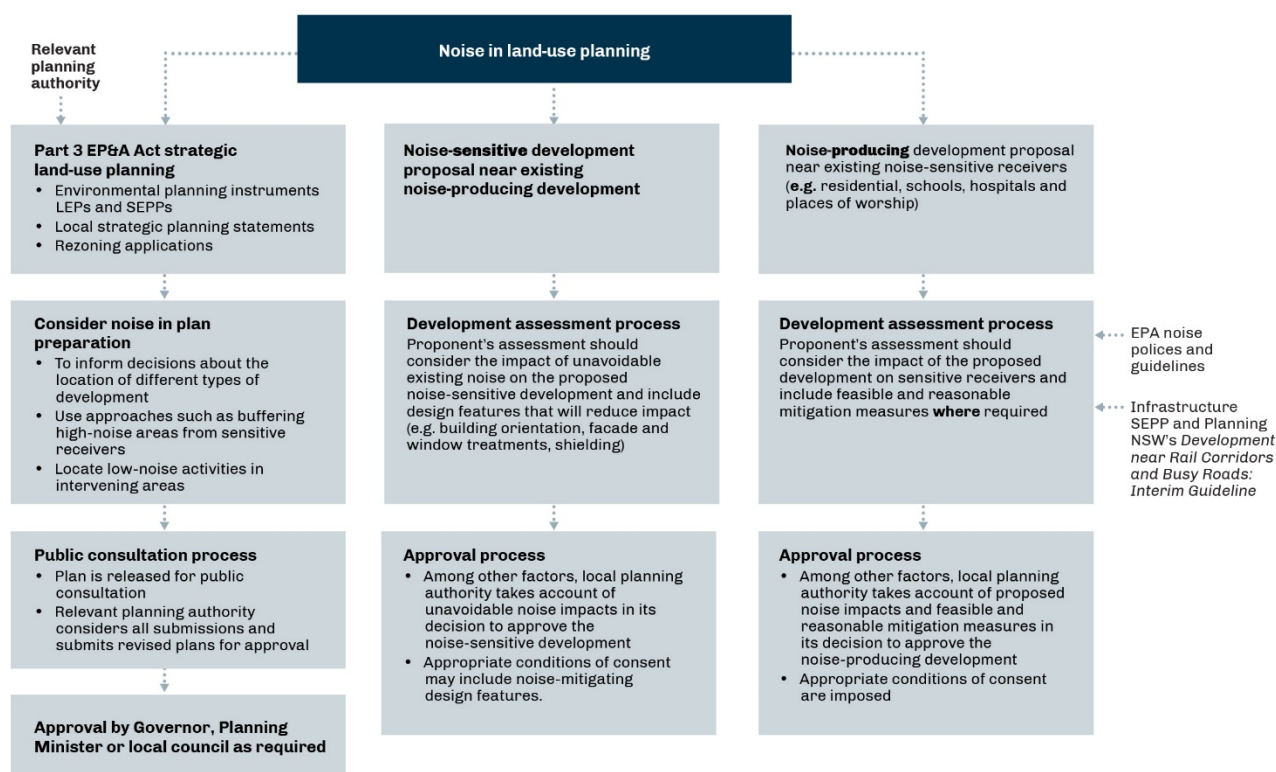 Noise in land-use planning
Relevant
planning
authority
Part 3 EP&A Act strategic
land-use planning
• Environmental planning instruments
LEPs and SEPPs
• Local strategic planning statements
• Rezoning applications
Consider noise in plan
preparation
• To inform decisions about the
location of different types of
development
• Use approaches such as buffering
high-noise areas from sensitive
receivers
• Locate low-noise activities in
intervening areas
Public consultation process
• Plan is released for public
consultation
• Relevant planning authority
considers all submissions and
submits revised plans for approval
Approval by Governor, Planning
Minister or local council as required
Noise-sensitive development
proposal near existing
noise-producing development
Development assessment process
Proponent's assessment should
consider the impact of unavoidable
existing noise on the proposed
noise-sensitive development and include
design features that will reduce impact
(e.g. building orientation, facade and
window treatments, shielding)
Approval process
• Among other factors, local planning
authority takes account of
unavoidable noise impacts in its
decision to approve the
noise-sensitive development
• Appropriate conditions of consent
may include noise-mitigating
design features.
Noise-producing development proposal
near existing noise-sensitive receivers
(e.g. residential, schools, hospitals and
places of worship)
Development assessment process
Proponent's assessment should
consider the impact of the proposed
development on sensitive receivers and
include feasible and reasonable
mitigation measures where required
Approval process
• Among other factors, local planning
authority takes account of proposed
noise impacts and feasible and
reasonable mitigation measures in
its decision to approve the
noise-producing development
• Appropriate conditions of consent
are imposed
EPA noise
polices and
guidelines
Infrastructure
SEPP and Planning
NSW's Development
near Rail Corridors
and Busy Roads:
Interim Guideline